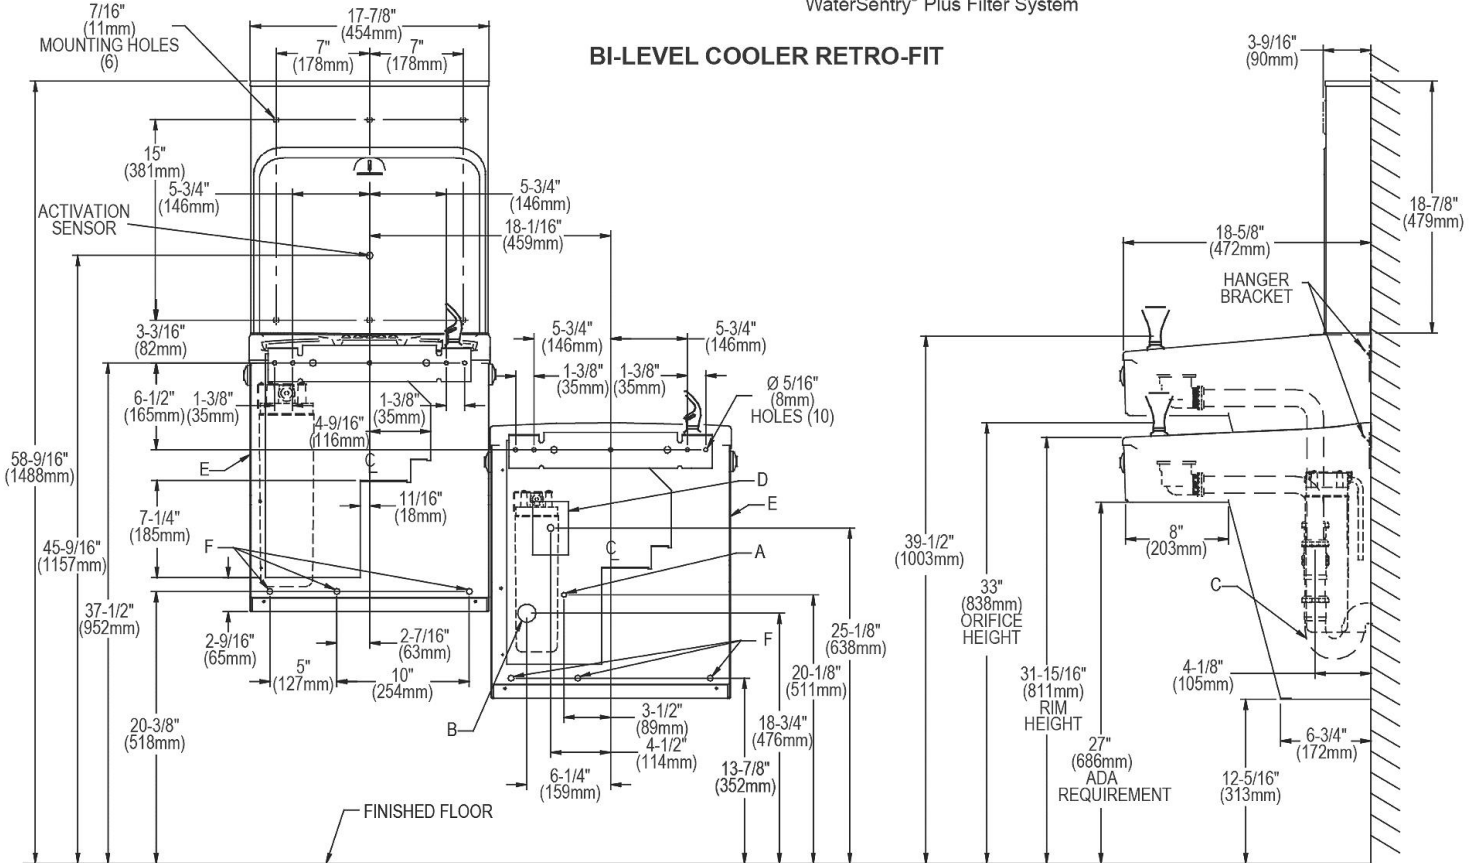 WaterSentry® Plus Filter System
BI-LEVEL COOLER RETRO-FIT
7/16"
(11mm)
MOUNTING HOLES
(6)
17-7/8"
(454mm)
7"
(178mm)
7"
(178mm)
15"
(381mm)
5-3/4"
(146mm)
5-3/4"
(146mm)
ACTIVATION
SENSOR
18-1/16"
(459mm)
3-3/16"
(82mm)
6-1/2"
(165mm)
1-3/8"
(35mm)
1-3/8"
(35mm)
4-9/16"
(116mm)
5-3/4"
(146mm)
5-3/4"
(146mm)
1-3/8"
(35mm)
1-3/8"
(35mm)
Ø 5/16"
(8mm)
HOLES (10)
58-9/16"
(1488mm)
E
C
11/16"
(18mm)
D
E
7-1/4"
(185mm)
F
C
A
45-9/16"
(1157mm)
37-1/2"
(952mm)
2-9/16"
(65mm)
2-7/16"
(63mm)
5"
(127mm)
10"
(254mm)
F
25-1/8"
(638mm)
20-1/8"
(511mm)
20-3/8"
(518mm)
B
3-1/2"
(89mm)
4-1/2"
(114mm)
6-1/4"
(159mm)
18-3/4"
(476mm)
13-7/8"
(352mm)
FINISHED FLOOR
3-9/16"
(90mm)
18-7/8"
(479mm)
18-5/8"
(472mm)
HANGER
BRACKET
39-1/2"
(1003mm)
8"
(203mm)
33"
(838mm)
ORIFICE
HEIGHT
C
4-1/8"
(105mm)
31-15/16"
(811mm)
RIM
HEIGHT
27"
(686mm)
ADA
REQUIREMENT
6-3/4"
(172mm)
12-5/16"
(313mm)